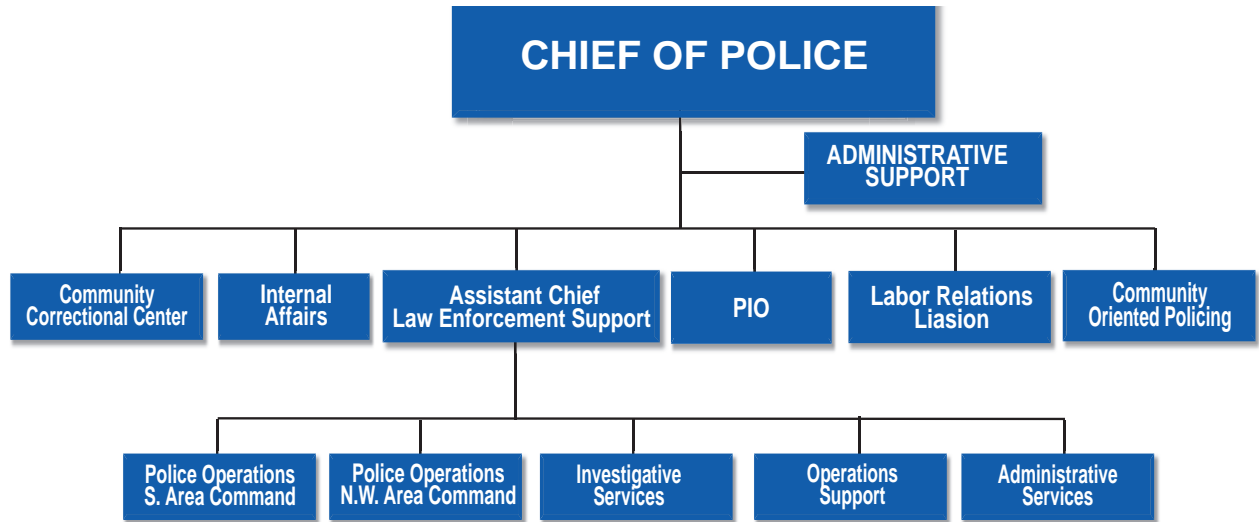 CHIEF OF POLICE
ADMINISTRATIVE
SUPPORT
Community
Correctional Center
Internal
Affairs
Assistant Chief
Law Enforcement Support
PIO
Labor Relations
Liasion
Community
Oriented Policing
Police Operations
S. Area Command
Police Operations
N.W. Area Command
Investigative
Services
Operations
Support
Administrative
Services